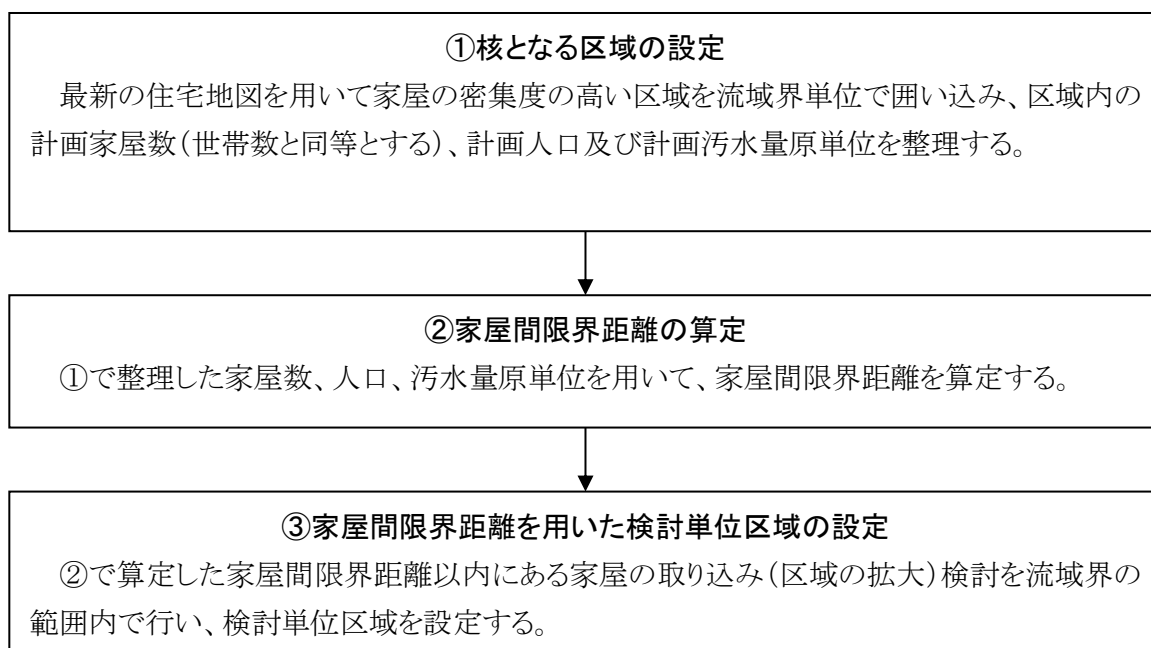 ①核となる区域の設定
最新の住宅地図を用いて家屋の密集度の高い区域を流域界単位で囲い込み、区域内の
計画家屋数（世帯数と同等とする）、計画人口及び計画汚水量原単位を整理する。
②家屋間限界距離の算定
①で整理した家屋数、人口、汚水量原単位を用いて、家屋間限界距離を算定する。
③家屋間限界距離を用いた検討単位区域の設定
②で算定した家屋間限界距離以内にある家屋の取り込み（区域の拡大）検討を流域界の
範囲内で行い、検討単位区域を設定する。